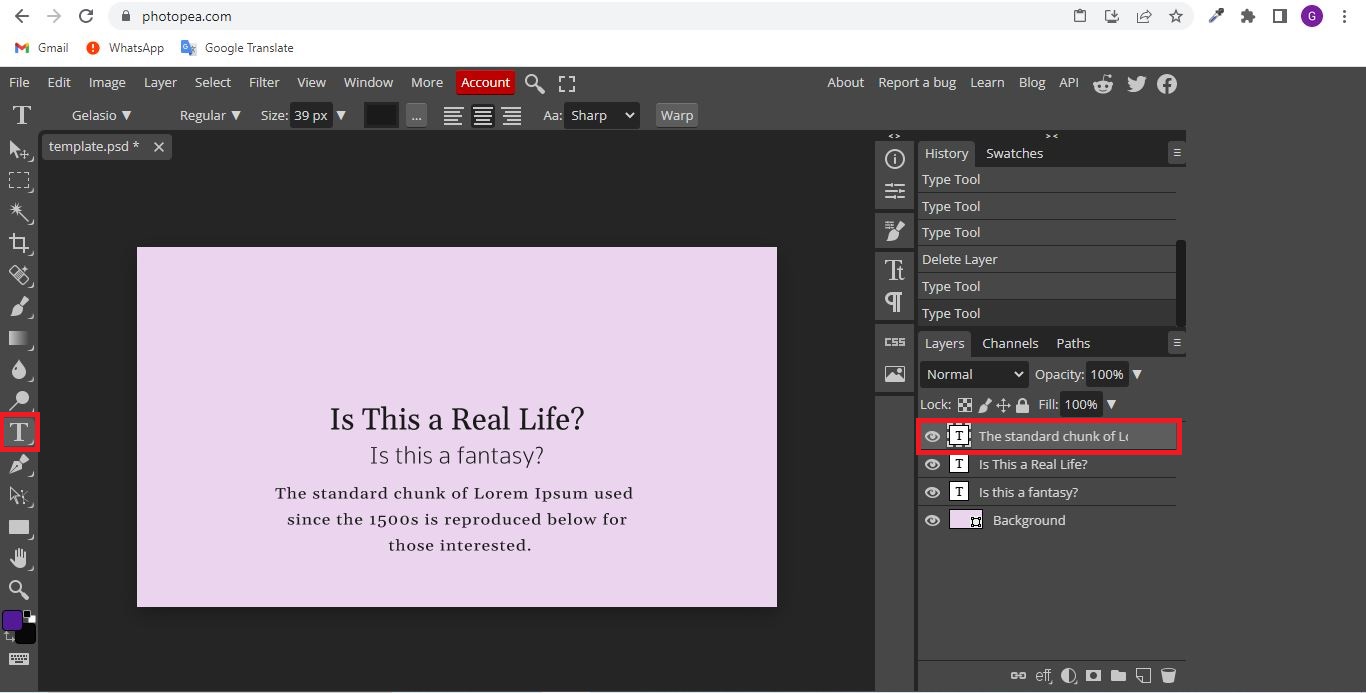 photopea.com
G
Gmail WhatsApp Google Translate
File Edit Image Layer Select Filter View Window More Account About Report a bug Learn Blog API
T Gelasio ▼ Regular ▼ Size: 39 px ▼ ... Aa: Sharp Warp
template.psd *
< > > <
History Swatches
Type Tool
Type Tool
Type Tool
Delete Layer
Type Tool
Type Tool
Tt
¶
CSS
Layers Channels Paths
Normal Opacity: 100% ▼
Lock: Fill: 100% ▼
T The standard chunk of Lo
T Is This a Real Life?
T Is this a fantasy?
Background
eff
T
Is This a Real Life?
Is this a fantasy?
The standard chunk of Lorem Ipsum used
since the 1500s is reproduced below for
those interested.